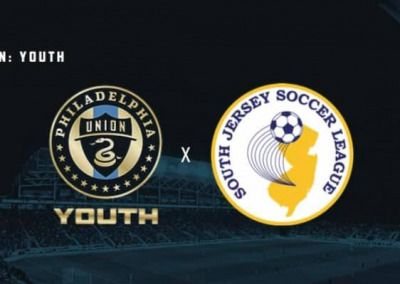 N: YOUTH
PHILADELPHIA
UNION
YOUTH
X
SOUTH JERSEY SOCCER LEAGUE